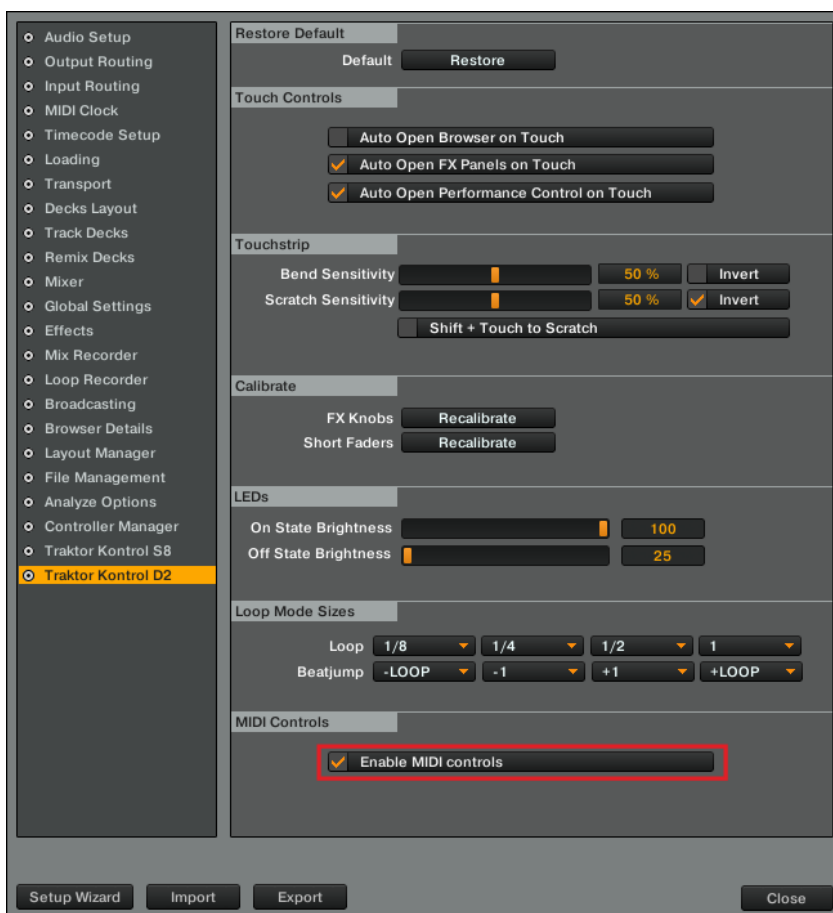 Audio Setup
Output Routing
Input Routing
MIDI Clock
Timecode Setup
Loading
Transport
Decks Layout
Track Decks
Remix Decks
Mixer
Global Settings
Effects
Mix Recorder
Loop Recorder
Broadcasting
Browser Details
Layout Manager
File Management
Analyze Options
Controller Manager
Traktor Kontrol S8
Traktor Kontrol D2
Restore Default
Default Restore
Touch Controls
Auto Open Browser on Touch
Auto Open FX Panels on Touch
Auto Open Performance Control on Touch
Touchstrip
Bend Sensitivity 50 % Invert
Scratch Sensitivity 50 % Invert
Shift + Touch to Scratch
Calibrate
FX Knobs Recalibrate
Short Faders Recalibrate
LEDs
On State Brightness 100
Off State Brightness 25
Loop Mode Sizes
Loop 1/8 1/4 1/2 1
Beatjump -LOOP -1 +1 +LOOP
MIDI Controls
Enable MIDI controls
Setup Wizard Import Export Close